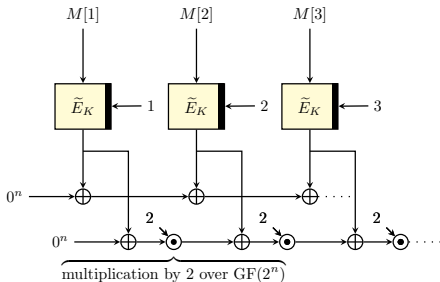 M[1] M[2] M[3]
Ẽ_K 1 Ẽ_K 2 Ẽ_K 3
0^n
2 2 2
0^n
multiplication by 2 over GF(2^n)